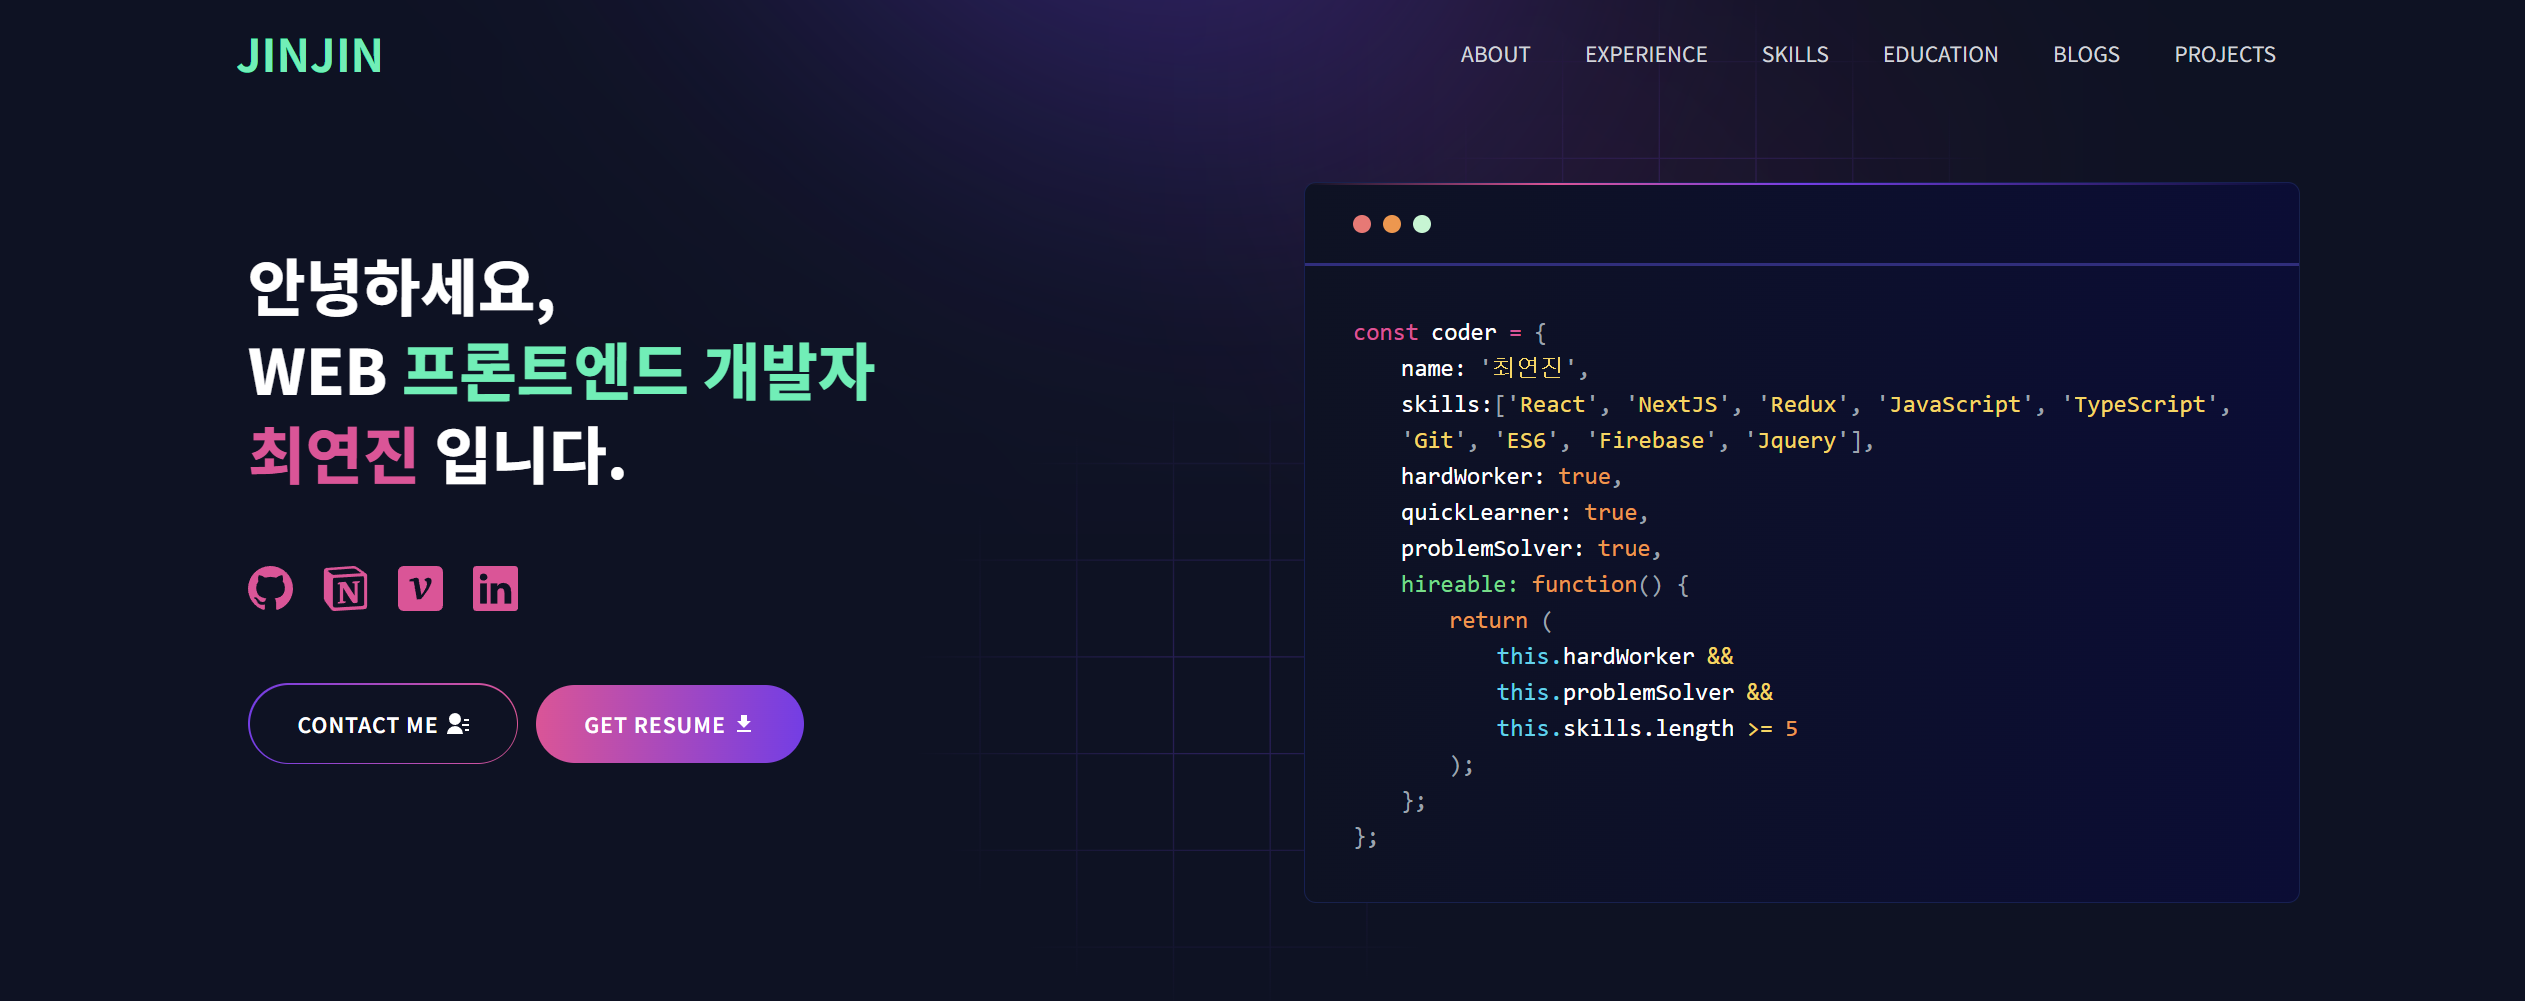 JINJIN
ABOUT EXPERIENCE SKILLS EDUCATION BLOGS PROJECTS
안녕하세요,
WEB 프론트엔드 개발자
최연진 입니다.
CONTACT ME
GET RESUME
const coder = {
name: '최연진',
skills:['React', 'NextJS', 'Redux', 'JavaScript', 'TypeScript',
'Git', 'ES6', 'Firebase', 'Jquery'],
hardWorker: true,
quickLearner: true,
problemSolver: true,
hireable: function() {
return (
this.hardWorker &&
this.problemSolver &&
this.skills.length >= 5
);
};
};